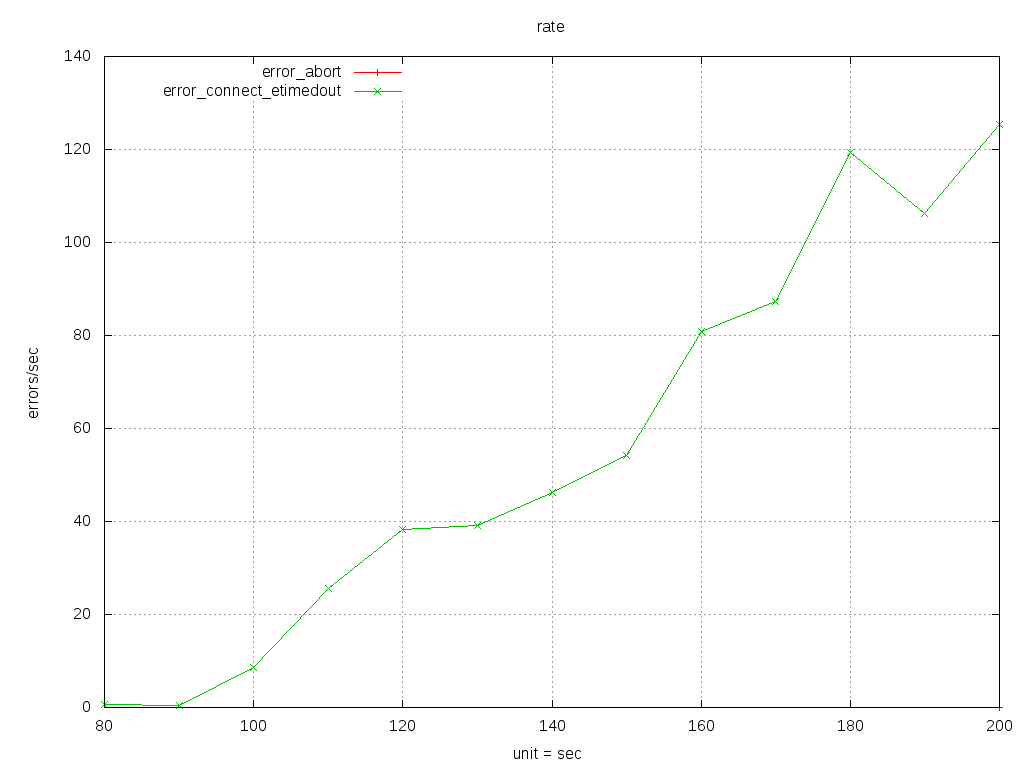 rate
140
120
100
80
60
40
20
0
errors/sec
error_abort
error_connect_etimedout
80 100 120 140 160 180 200
unit = sec